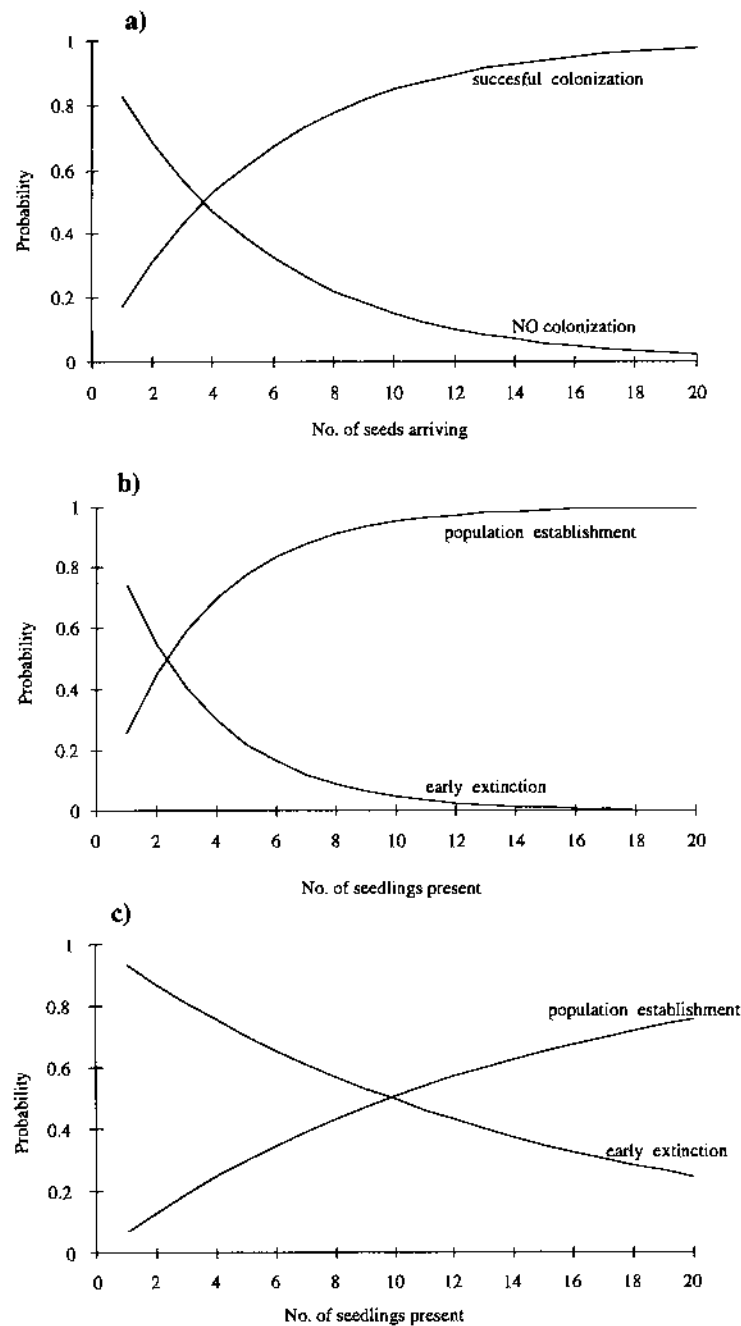 a)
1
0.8
0.6
0.4
0.2
0
Probability
succesful colonization
NO colonization
0 2 4 6 8 10 12 14 16 18 20
No. of seeds arriving
b)
1
0.8
0.6
0.4
0.2
0
Probability
population establishment
early extinction
0 2 4 6 8 10 12 14 16 18 20
No. of seedlings present
c)
1
0.8
0.6
0.4
0.2
0
Probability
population establishment
early extinction
0 2 4 6 8 10 12 14 16 18 20
No. of seedlings present